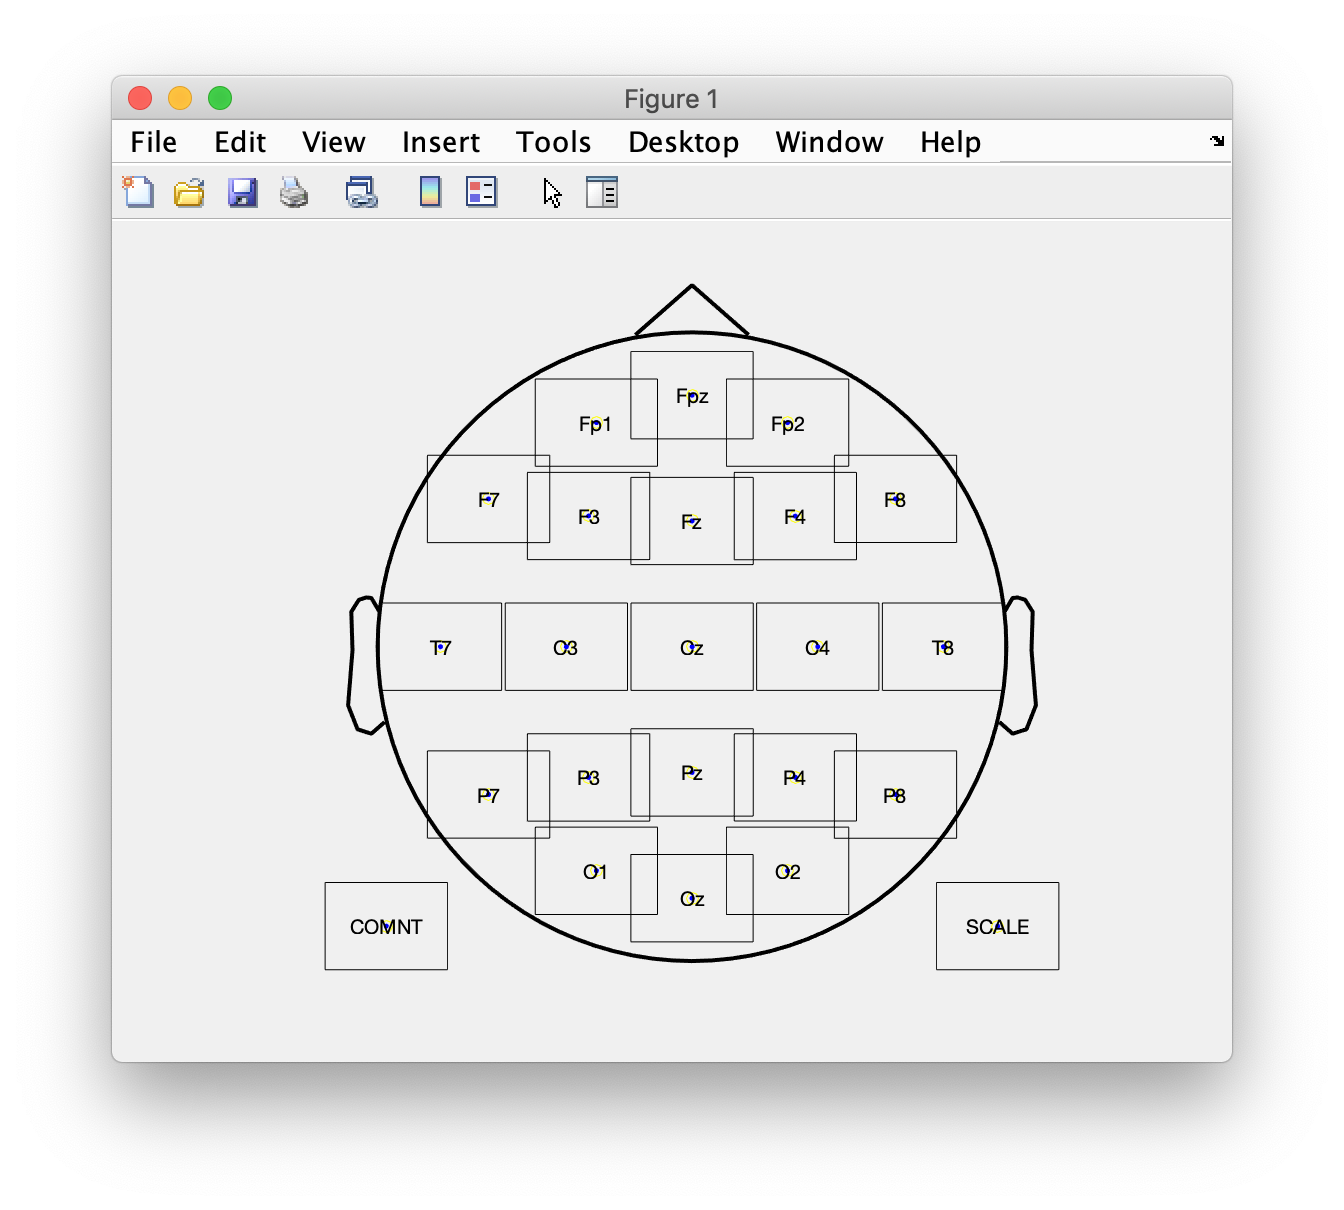 Figure 1
File Edit View Insert Tools Desktop Window Help
Fpz
Fp1 Fp2
F7 F3 Fz F4 F8
T7 C3 Cz C4 T8
P7 P3 Pz P4 P8
O1 Oz O2
COMNT SCALE